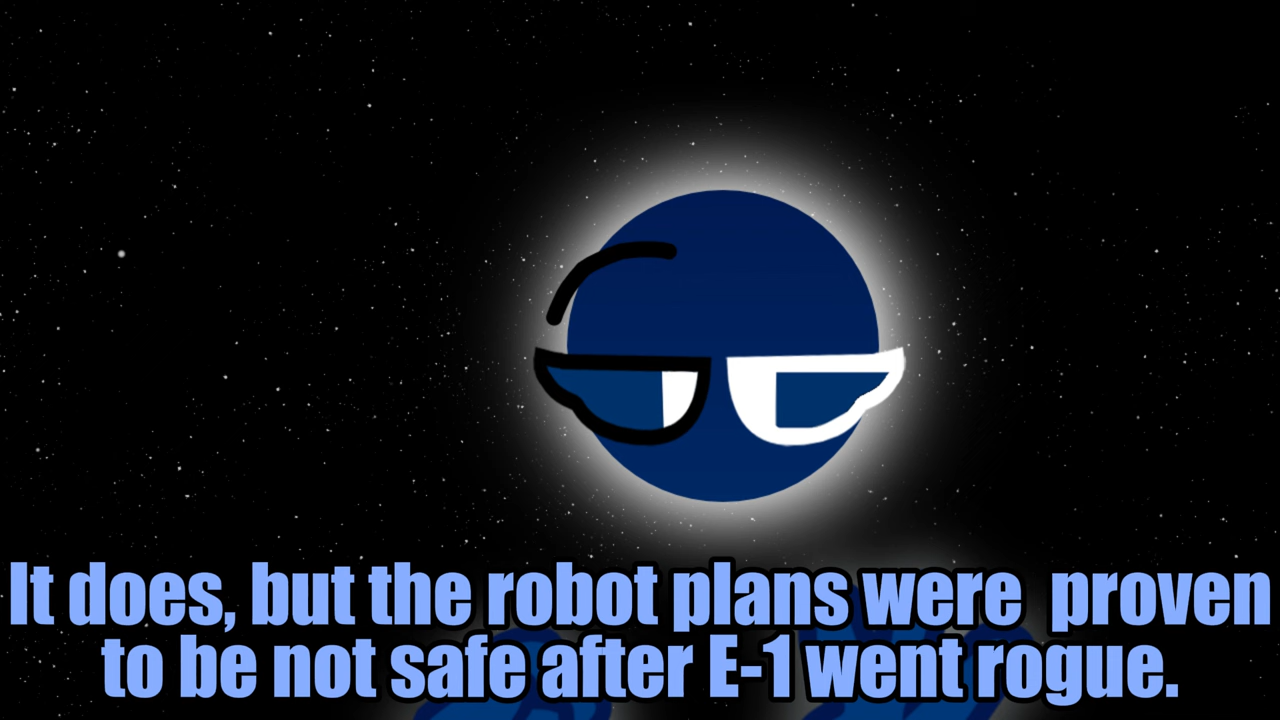 It does, but the robot plans were  proven
to be not safe after E-1 went rogue.